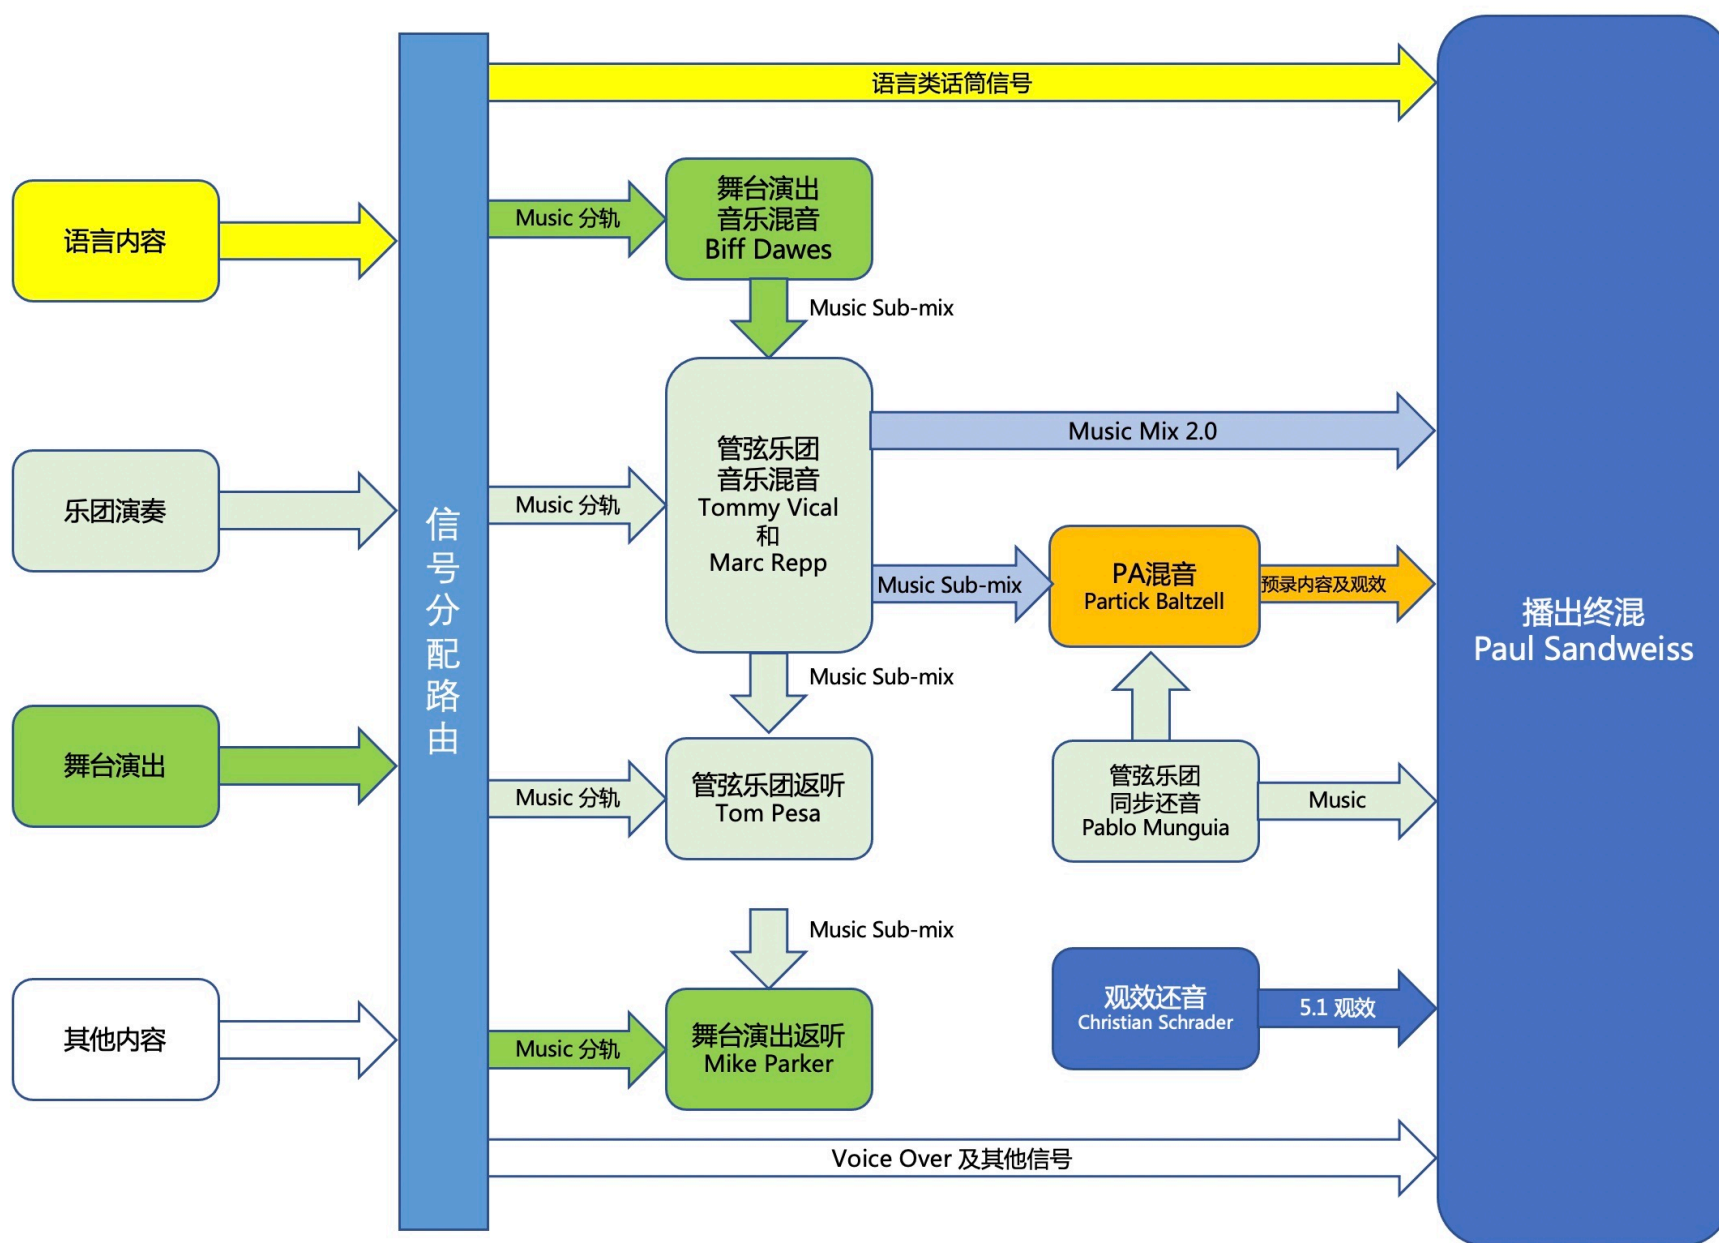 语言类话筒信号
语言内容
乐团演奏
舞台演出
其他内容
信号分配路由
Music 分轨
舞台演出
音乐混音
Biff Dawes
Music Sub-mix
Music 分轨
管弦乐团
音乐混音
Tommy Vical
和
Marc Repp
Music Mix 2.0
Music Sub-mix
PA混音
Partick Baltzell
预录内容及观效
Music Sub-mix
Music 分轨
管弦乐团返听
Tom Pesa
管弦乐团
同步还音
Pablo Munguia
Music
Music Sub-mix
Music 分轨
舞台演出返听
Mike Parker
观效还音
Christian Schrader
5.1 观效
Voice Over 及其他信号
播出终混
Paul Sandweiss